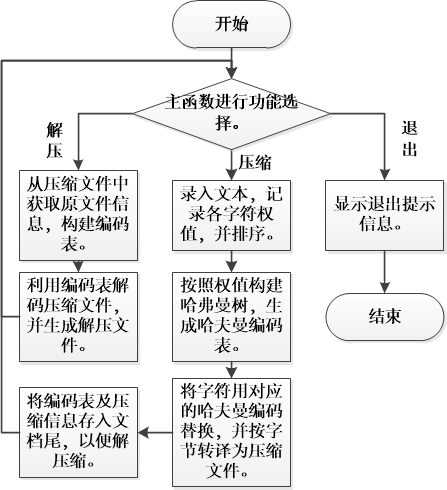 开始
主函数进行功能选
择。
解
压
压缩
退
出
从压缩文件中
获取原文件信
息，构建编码
表。
录入文本，记
录各字符权
值，并排序。
显示退出提示
信息。
利用编码表解
码压缩文件，
并生成解压文
件。
按照权值构建
哈弗曼树，生
成哈夫曼编码
表。
结束
将编码表及压
缩信息存入文
档尾，以便解
压缩。
将字符用对应
的哈夫曼编码
替换，并按字
节转译为压缩
文件。